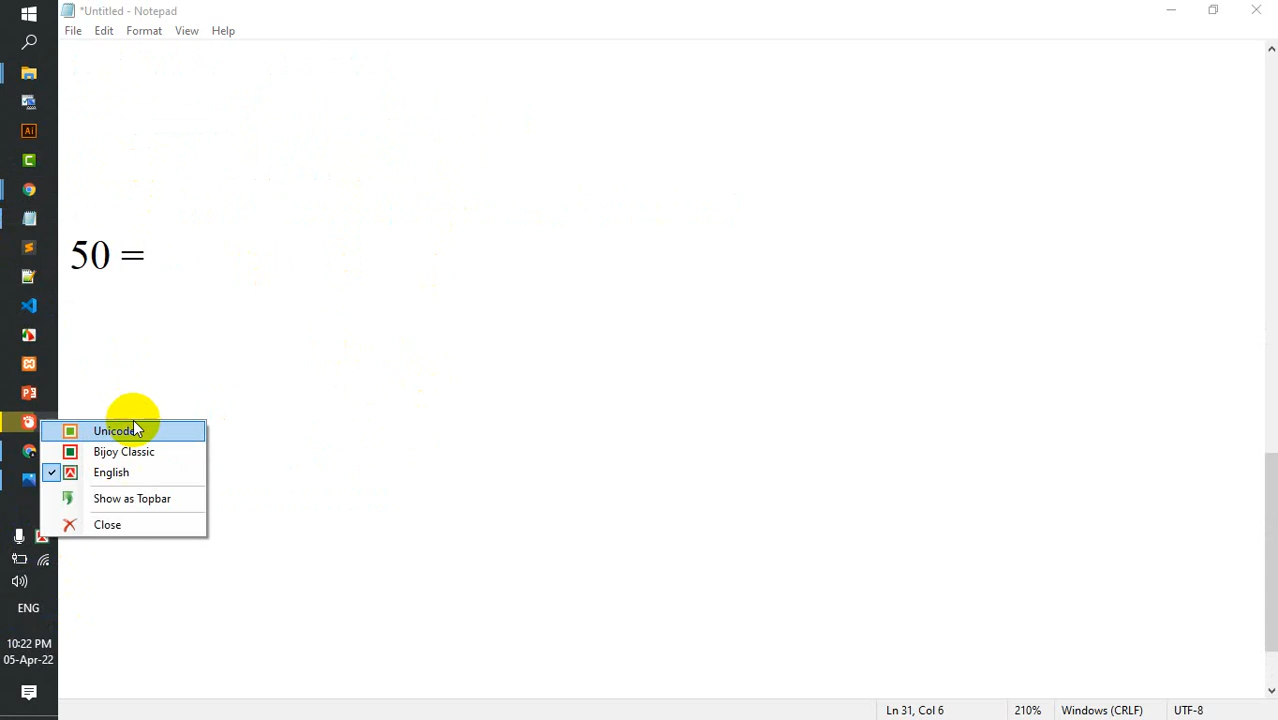 *Untitled - Notepad
File Edit Format View Help
50 =
Unicode
Bijoy Classic
English
Show as Topbar
Close
ENG
10:22 PM
05-Apr-22
Ln 31, Col 6 210% Windows (CRLF) UTF-8